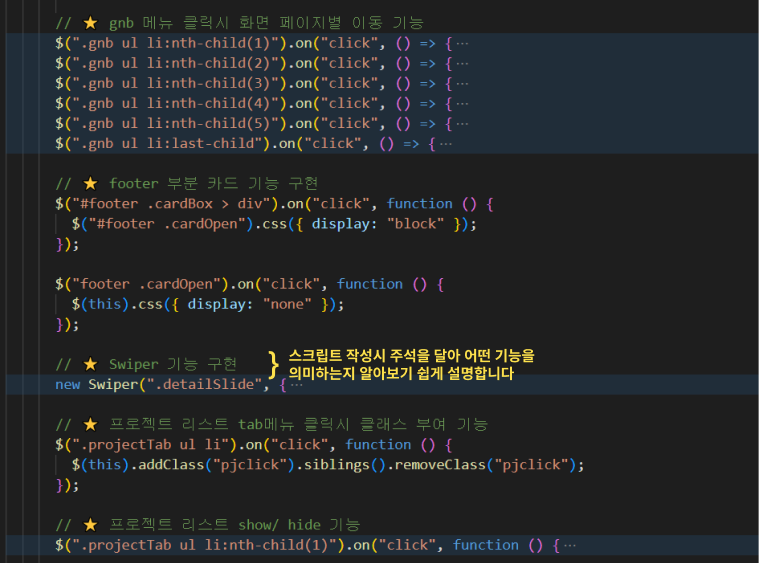 // ⭐ gnb 메뉴 클릭시 화면 페이지별 이동 기능
$(".gnb ul li:nth-child(1)").on("click", () => {···
$(".gnb ul li:nth-child(2)").on("click", () => {···
$(".gnb ul li:nth-child(3)").on("click", () => {···
$(".gnb ul li:nth-child(4)").on("click", () => {···
$(".gnb ul li:nth-child(5)").on("click", () => {···
$(".gnb ul li:last-child").on("click", () => {···
// ⭐ footer 부분 카드 기능 구현
$("#footer .cardBox > div").on("click", function () {
$("#footer .cardOpen").css({ display: "block" });
});
$("footer .cardOpen").on("click", function () {
$(this).css({ display: "none" });
});
// ⭐ Swiper 기능 구현
} 스크립트 작성시 주석을 달아 어떤 기능을
의미하는지 알아보기 쉽게 설명합니다
new Swiper(".detailSlide", {···
// ⭐ 프로젝트 리스트 tab메뉴 클릭시 클래스 부여 기능
$(".projectTab ul li").on("click", function () {
$(this).addClass("pjclick").siblings().removeClass("pjclick");
});
// ⭐ 프로젝트 리스트 show/ hide 기능
$(".projectTab ul li:nth-child(1)").on("click", function () {···